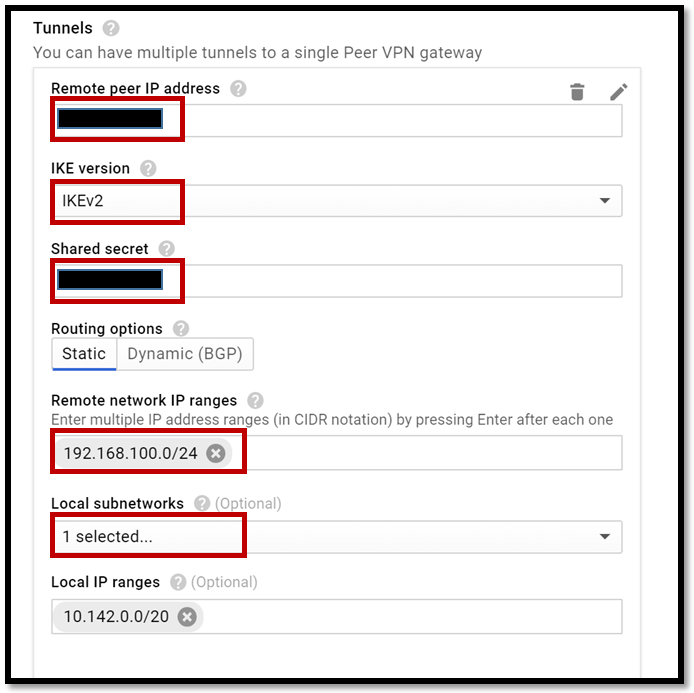 Tunnels ?
You can have multiple tunnels to a single Peer VPN gateway
Remote peer IP address ?
IKE version ?
IKEv2
Shared secret ?
Routing options ?
Static Dynamic (BGP)
Remote network IP ranges ?
Enter multiple IP address ranges (in CIDR notation) by pressing Enter after each one
192.168.100.0/24
Local subnetworks ? (Optional)
1 selected...
Local IP ranges ? (Optional)
10.142.0.0/20